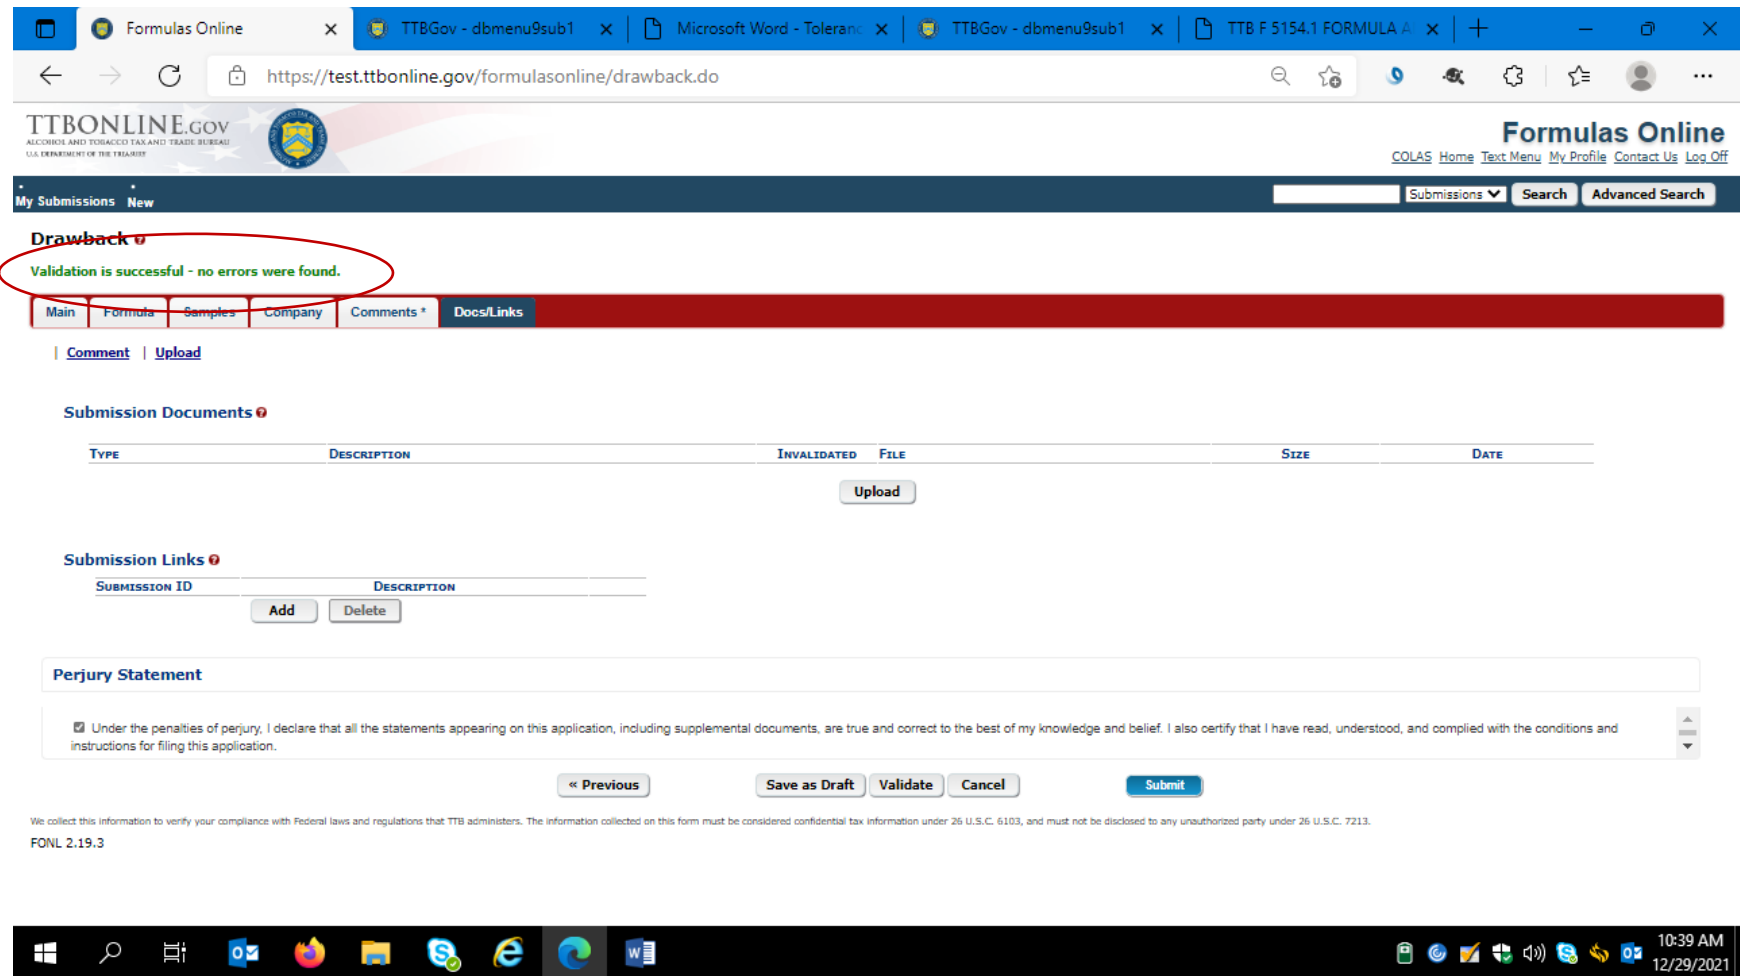 Formulas Online
TTBGov - dbmenu9sub1
Microsoft Word - Toleranc
TTBGov - dbmenu9sub1
TTB F 5154.1 FORMULA A
https://test.ttbonline.gov/formulasonline/drawback.do
TTBONLINE.GOV
ALCOHOL AND TOBACCO TAX AND TRADE BUREAU
U.S. DEPARTMENT OF THE TREASURY
Formulas Online
COLAS Home Text Menu My Profile Contact Us Log Off
My Submissions New
Submissions Search Advanced Search
Drawback
Validation is successful - no errors were found.
Main Formula Samples Company Comments * Docs/Links
| Comment | Upload
Submission Documents
TYPE DESCRIPTION INVALIDATED FILE SIZE DATE
Upload
Submission Links
SUBMISSION ID DESCRIPTION
Add Delete
Perjury Statement
Under the penalties of perjury, I declare that all the statements appearing on this application, including supplemental documents, are true and correct to the best of my knowledge and belief. I also certify that I have read, understood, and complied with the conditions and
instructions for filing this application.
« Previous Save as Draft Validate Cancel Submit
We collect this information to verify your compliance with Federal laws and regulations that TTB administers. The information collected on this form must be considered confidential tax information under 26 U.S.C. 6103, and must not be disclosed to any unauthorized party under 26 U.S.C. 7213.
FONL 2.19.3
10:39 AM
12/29/2021